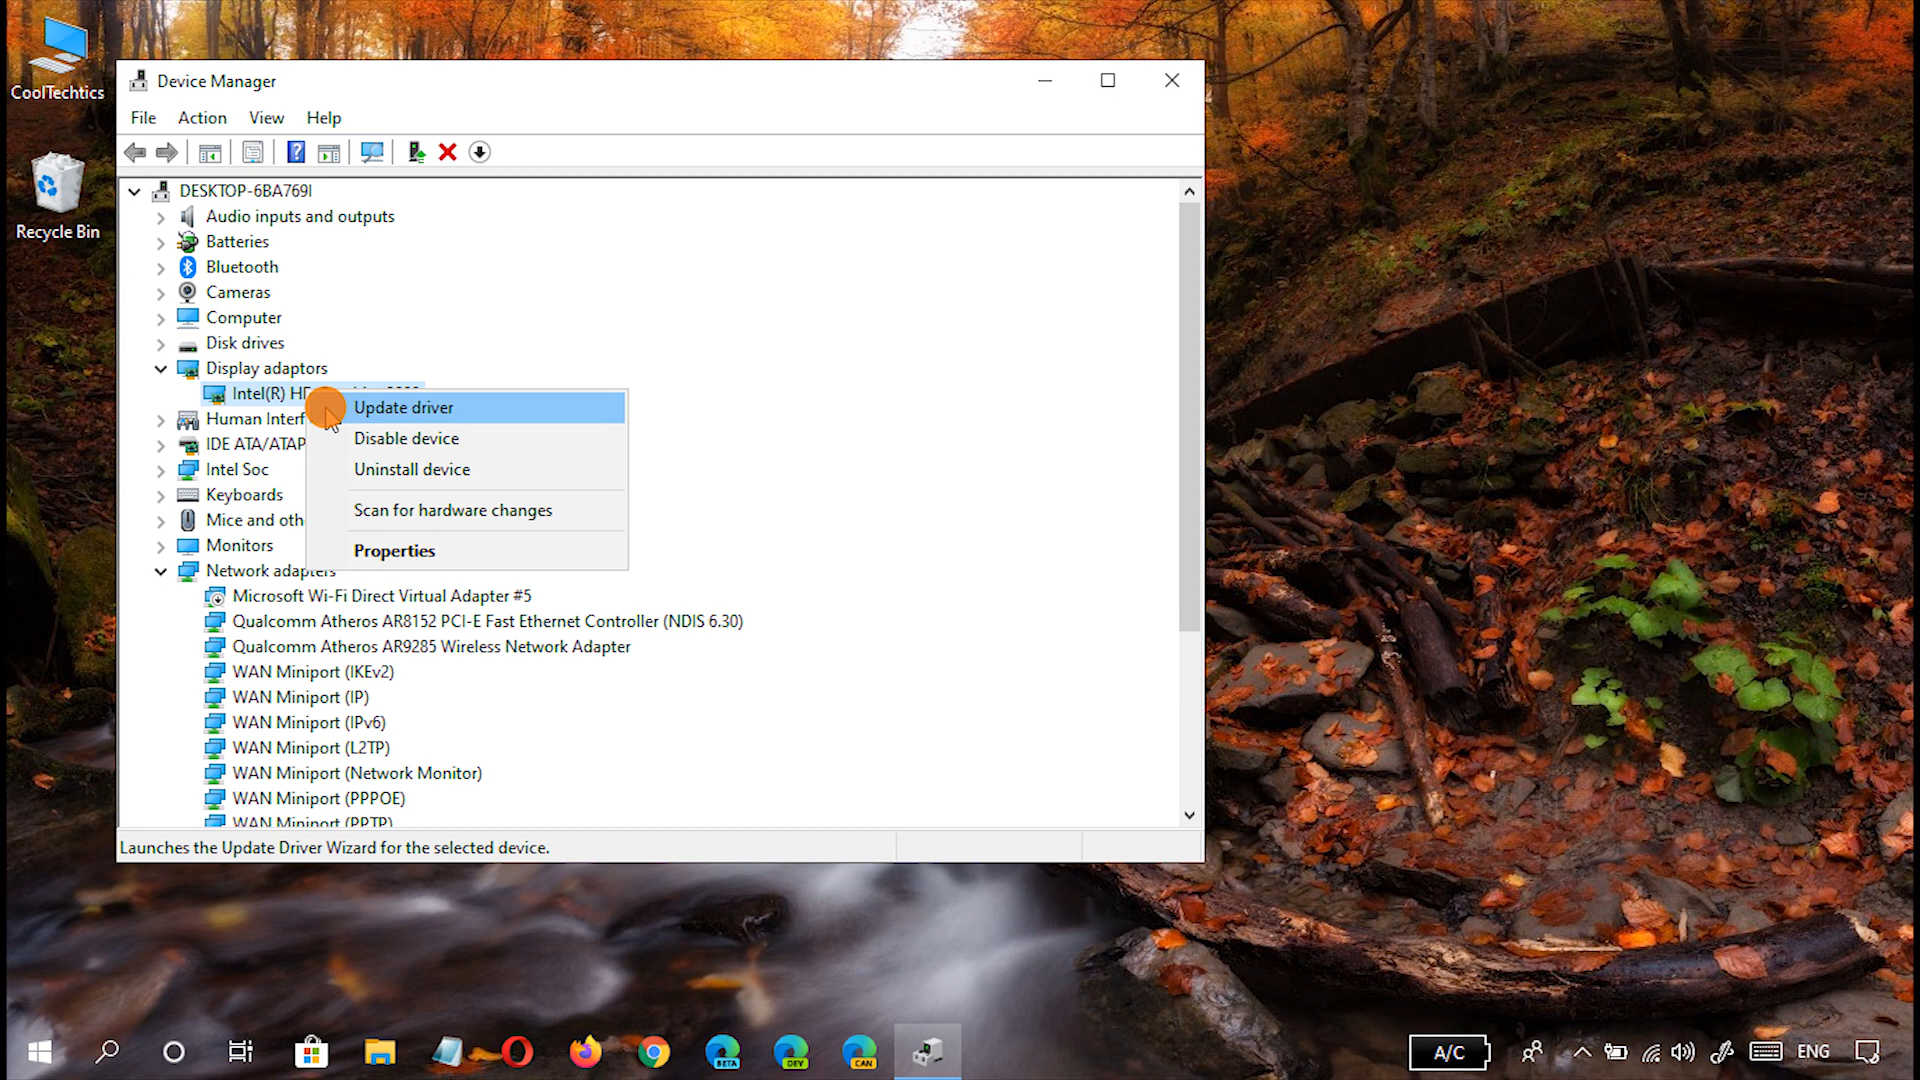 CoolTechtics
Recycle Bin
Device Manager
File Action View Help
DESKTOP-6BA769I
Audio inputs and outputs
Batteries
Bluetooth
Cameras
Computer
Disk drives
Display adaptors
Intel(R)
Update driver
Disable device
Uninstall device
Scan for hardware changes
Properties
Human Interf
IDE ATA/ATAP
Intel Soc
Keyboards
Mice and oth
Monitors
Network adapters
Microsoft Wi-Fi Direct Virtual Adapter #5
Qualcomm Atheros AR8152 PCI-E Fast Ethernet Controller (NDIS 6.30)
Qualcomm Atheros AR9285 Wireless Network Adapter
WAN Miniport (IKEv2)
WAN Miniport (IP)
WAN Miniport (IPv6)
WAN Miniport (L2TP)
WAN Miniport (Network Monitor)
WAN Miniport (PPPOE)
WAN Miniport (PPTP)
Launches the Update Driver Wizard for the selected device.
BETA DEV CAN A/C ENG